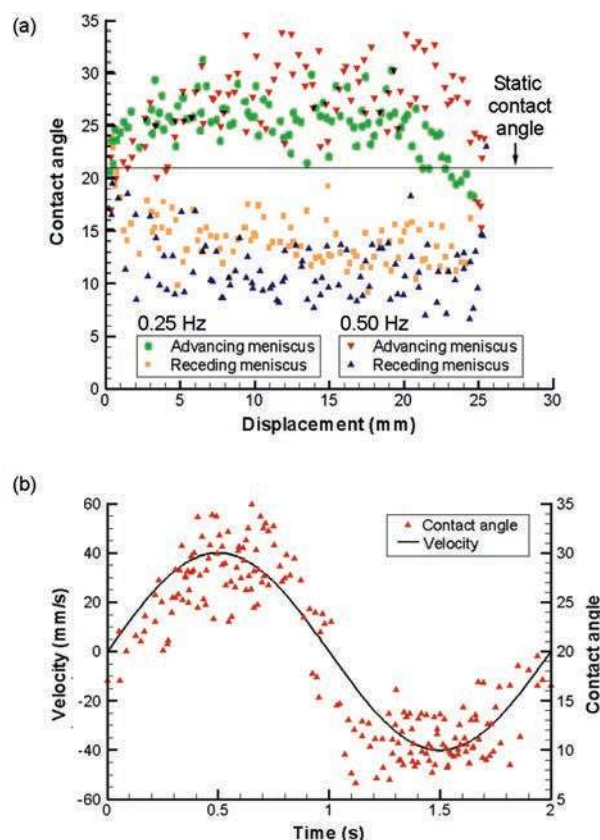 (a)
35
30
25
20
15
10
5
0
Contact angle
Static
contact
angle
0.25 Hz
Advancing meniscus
Receding meniscus
0.50 Hz
Advancing meniscus
Receding meniscus
0 5 10 15 20 25 30
Displacement (mm)
(b)
60
40
20
0
-20
-40
-60
Velocity (mm/s)
Contact angle
Velocity
35
30
25
20
15
10
5
Contact angle
0 0.5 1 1.5 2
Time (s)